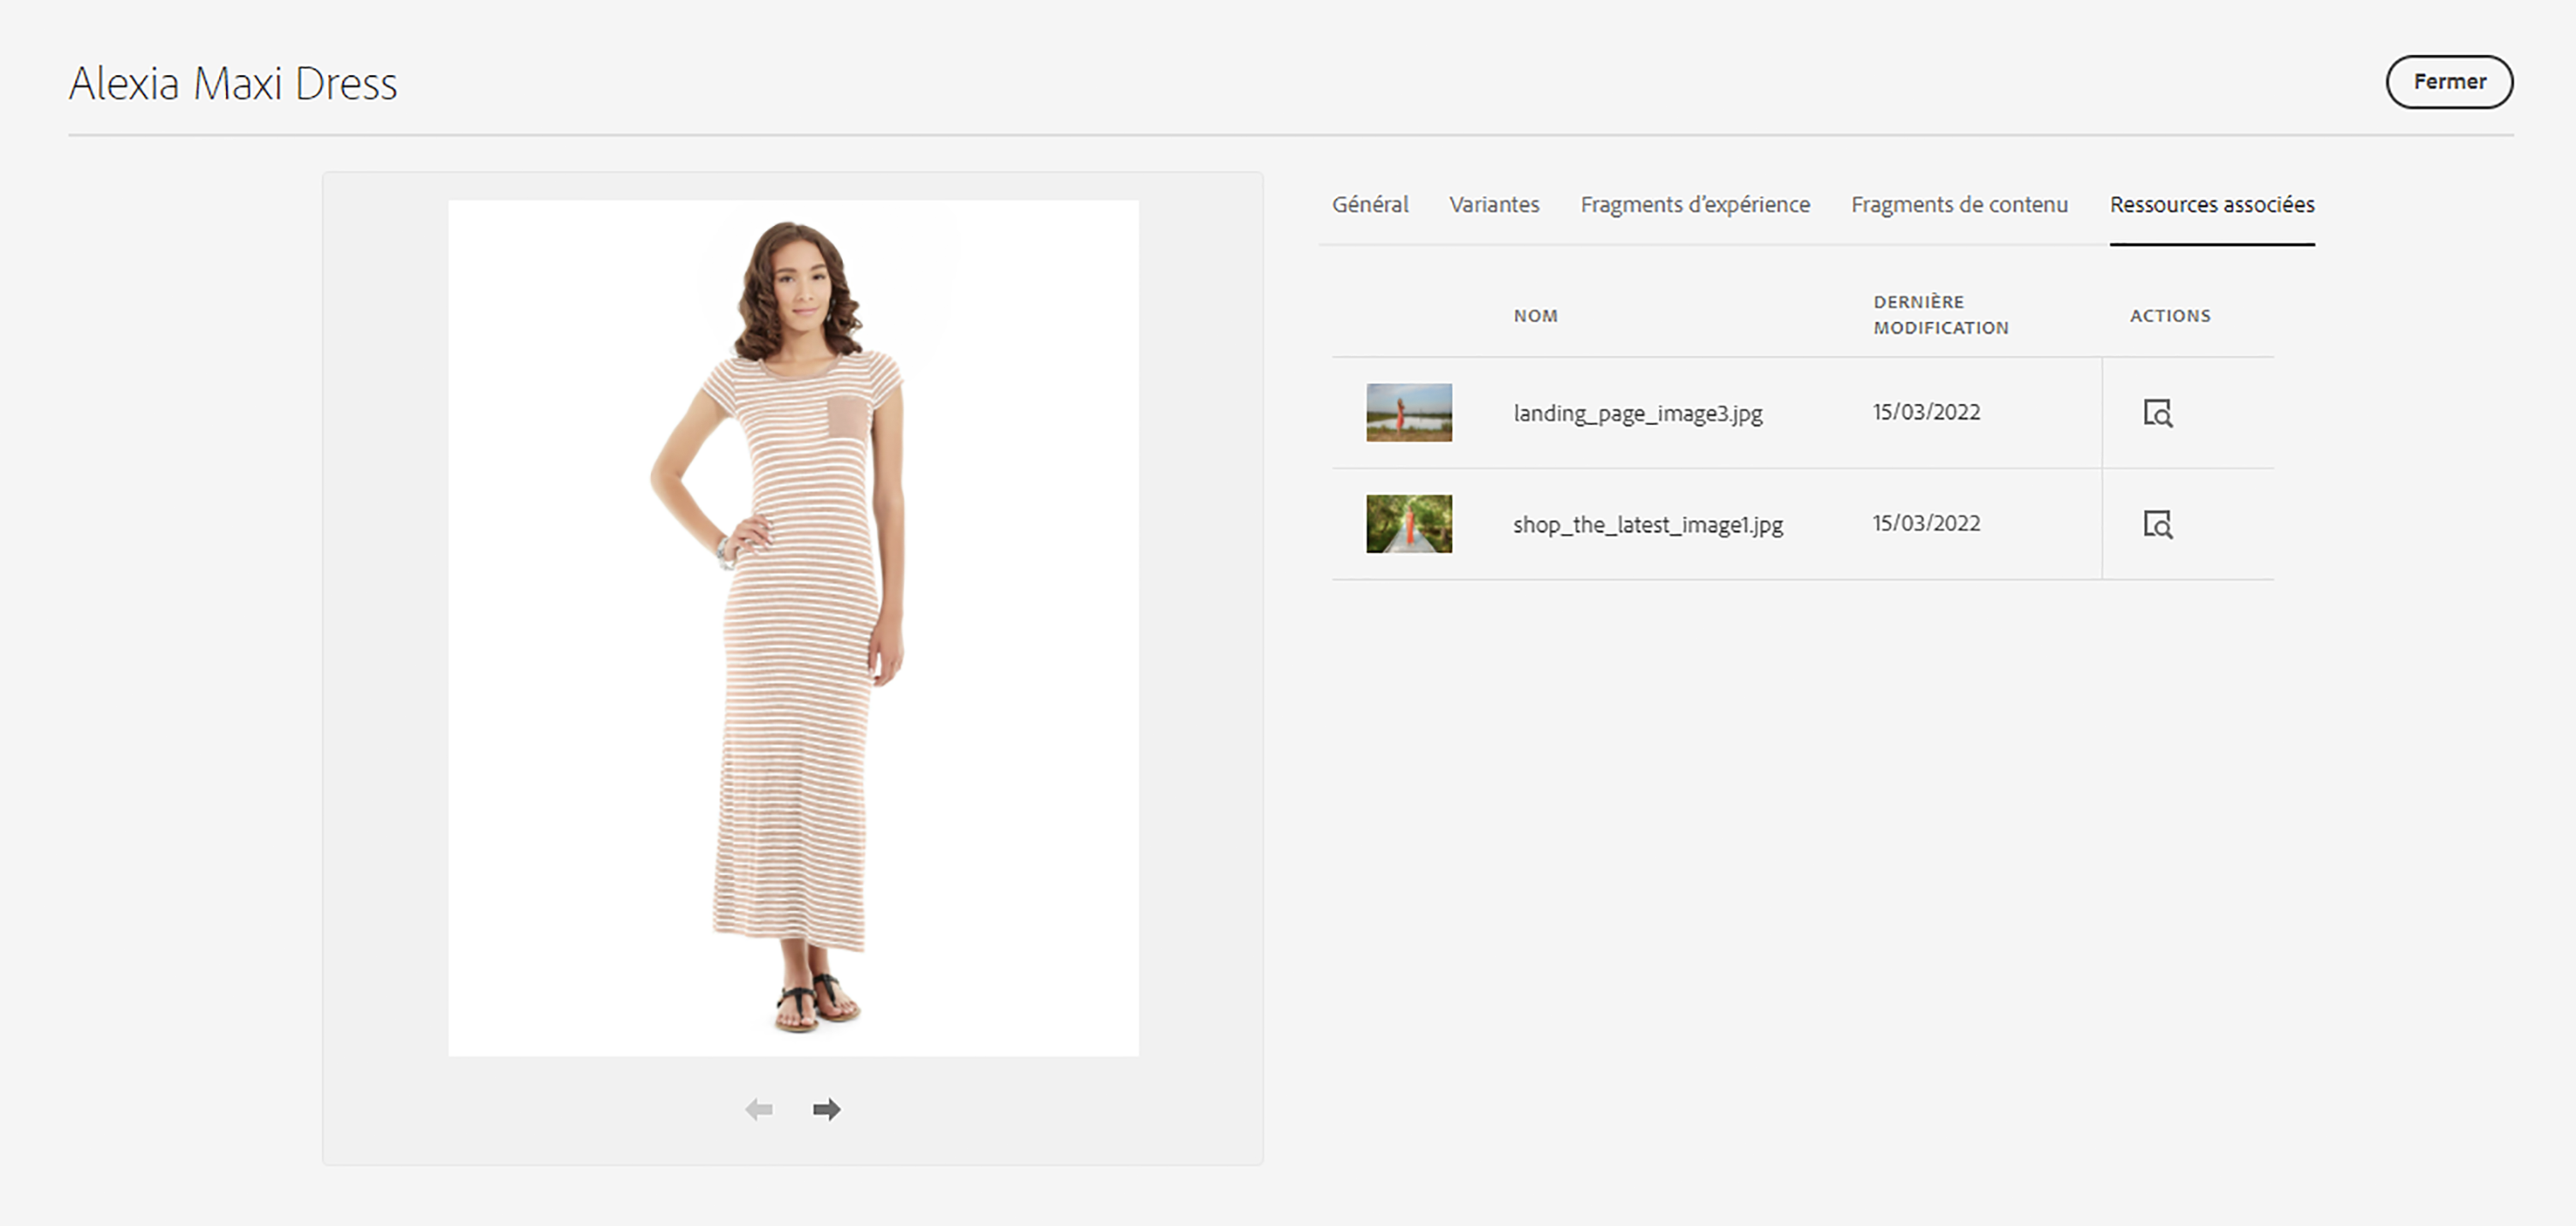 Alexia Maxi Dress
Fermer
Général Variantes Fragments d’expérience Fragments de contenu Ressources associées
NOM
DERNIÈRE
MODIFICATION
ACTIONS
landing_page_image3.jpg 15/03/2022
shop_the_latest_image1.jpg 15/03/2022